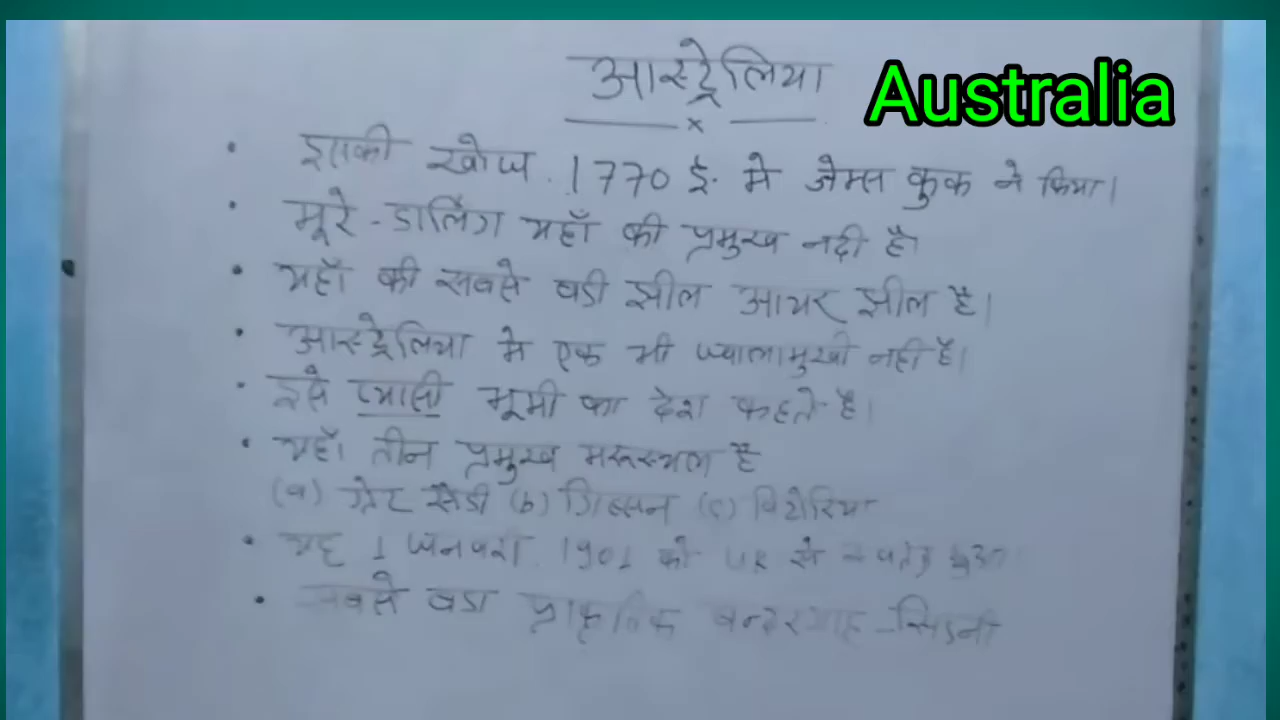 आस्ट्रेलिया
Australia
x
• इसकी खोज 1770 ई. मे जेम्स कुक ने किया।
• मूरे - डार्लिंग यहाँ की प्रमुख नदी है।
• यहाँ की सबसे बडी झील आयर झील है।
• आस्ट्रेलिया मे एक भी ज्वालामुखी नही है।
• इसे प्यासी भूमी का देश कहते है।
• यहाँ तीन प्रमुख मरूस्थल है
(a) ग्रेट सैंडी (b) गिब्सन (c) विटोरिया
• यह 1 जनवरी 1901 को UK से स्वतंत्र हुआ
• सबसे बडा प्राकृतिक बन्दरगाह - सिडनी